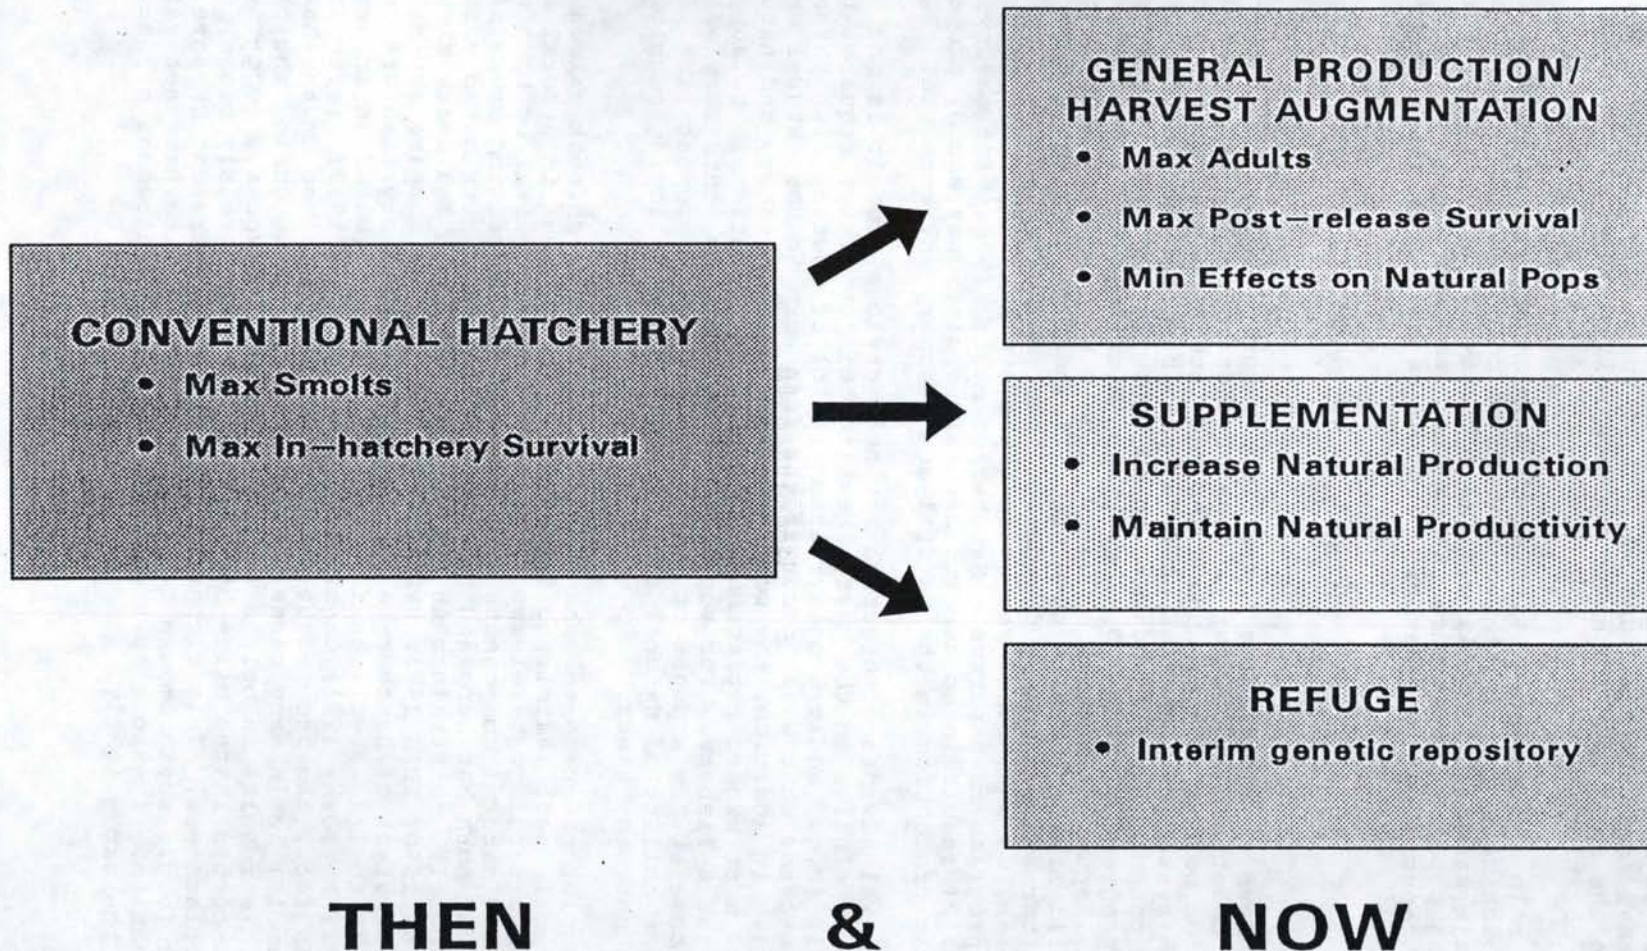 CONVENTIONAL HATCHERY
• Max Smolts
• Max In—hatchery Survival
GENERAL PRODUCTION/
HARVEST AUGMENTATION
• Max Adults
• Max Post—release Survival
• Min Effects on Natural Pops
SUPPLEMENTATION
• Increase Natural Production
• Maintain Natural Productivity
REFUGE
• Interim genetic repository
THEN & NOW